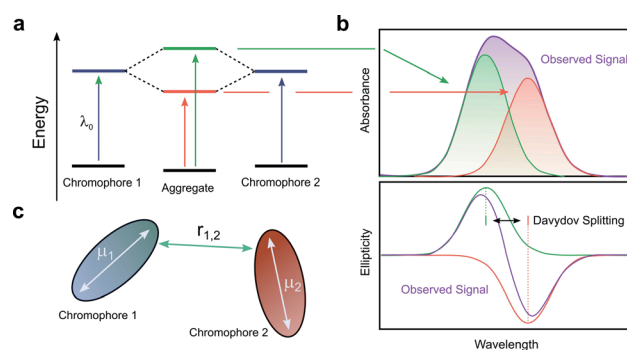 a
Energy
λ0
Chromophore 1
Aggregate
Chromophore 2
b
Absorbance
Observed Signal
Ellipticity
Davydov Splitting
Observed Signal
Wavelength
c
μ1
r1,2
μ2
Chromophore 1
Chromophore 2